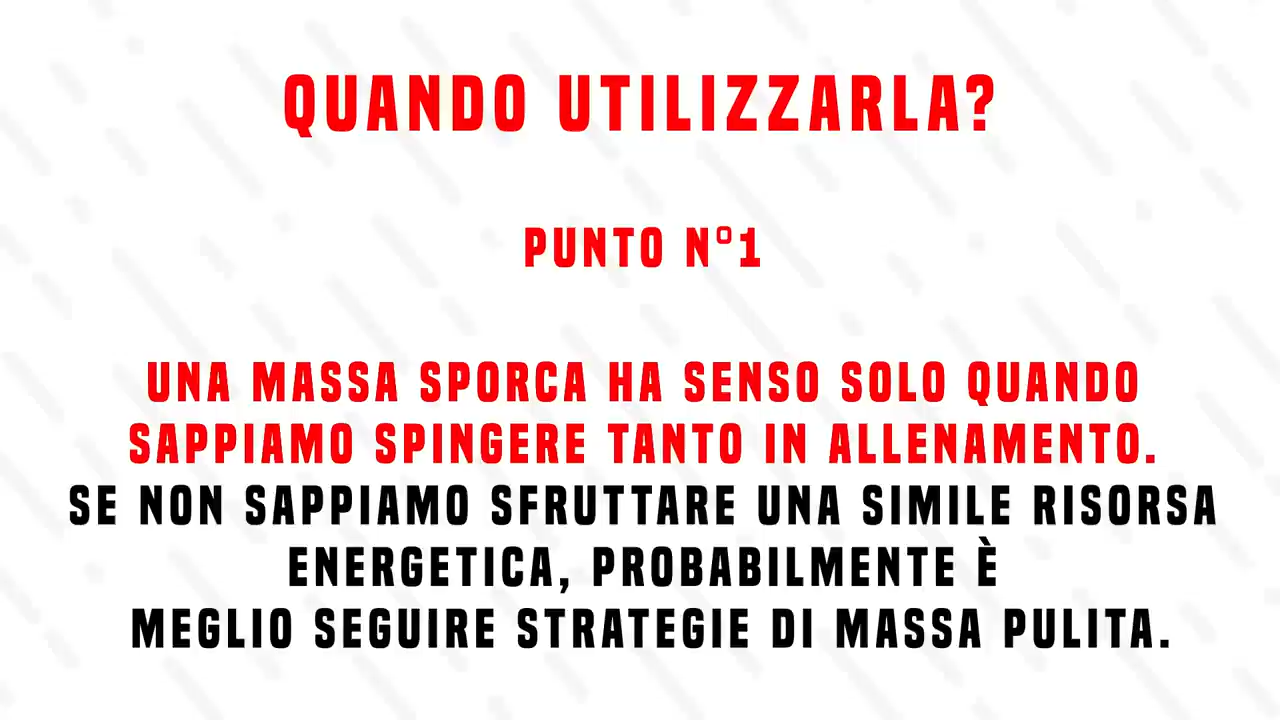 QUANDO UTILIZZARLA?
PUNTO N°1
UNA MASSA SPORCA HA SENSO SOLO QUANDO
SAPPIAMO SPINGERE TANTO IN ALLENAMENTO.
SE NON SAPPIAMO SFRUTTARE UNA SIMILE RISORSA
ENERGETICA, PROBABILMENTE È
MEGLIO SEGUIRE STRATEGIE DI MASSA PULITA.